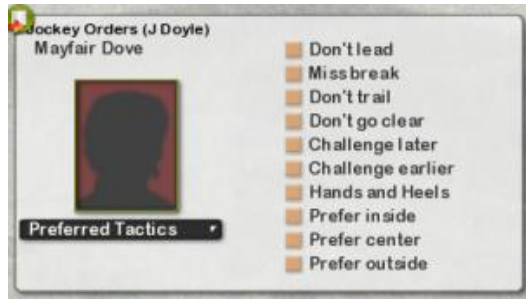 Jockey Orders (J Doyle)
Mayfair Dove
Preferred Tactics
Don't lead
Miss break
Don't trail
Don't go clear
Challenge later
Challenge earlier
Hands and Heels
Prefer inside
Prefer center
Prefer outside